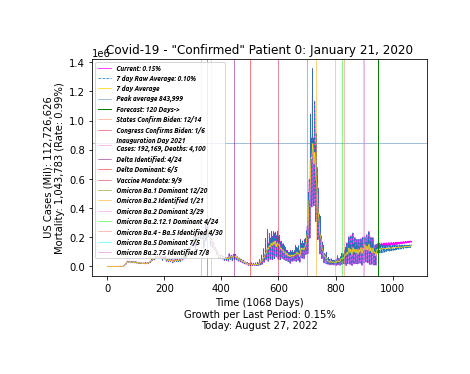 Covid-19 - "Confirmed" Patient 0: January 21, 2020
1e6
1.4
1.2
1.0
0.8
0.6
0.4
0.2
0.0
US Cases (Mil): 112,726,626
Mortality: 1,043,783 (Rate: 0.99%)
Current: 0.15%
7 day Raw Average: 0.10%
7 day Average
Peak average 843,999
Forecast: 120 Days->
States Confirm Biden: 12/14
Congress Confirms Biden: 1/6
Inauguration Day 2021
Cases: 192,169, Deaths: 4,100
Delta Identified: 4/24
Delta Dominant: 6/5
Vaccine Mandate: 9/9
Omicron Ba.1 Dominant 12/20
Omicron Ba.2 Identified 1/21
Omicron Ba.2 Dominant 3/29
Omicron Ba.2.12.1 Dominant 4/24
Omicron Ba.4 - Ba.5 Identified 4/30
Omicron Ba.5 Dominant 7/5
Omicron Ba.2.75 Identified 7/8
0 200 400 600 800 1000
Time (1068 Days)
Growth per Last Period: 0.15%
Today: August 27, 2022